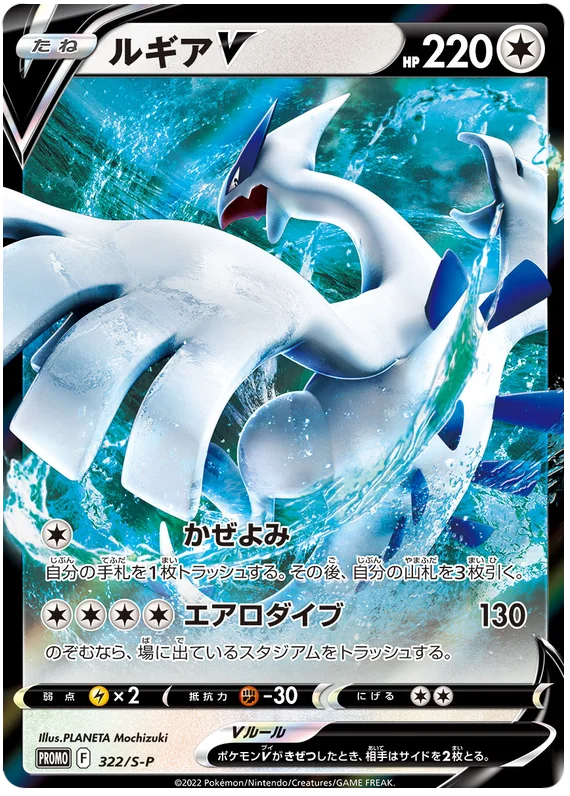 たね ルギアV HP 220
かぜよみ
自分の手札を1枚トラッシュする。その後、自分の山札を3枚引く。
エアロダイブ 130
のぞむなら、場に出ているスタジアムをトラッシュする。
弱点 ×2 抵抗力 -30 にげる
Illus.PLANETA Mochizuki
Vルール
ポケモンVがきぜつしたとき、相手はサイドを2枚とる。
PROMO F 322/S-P
©2022 Pokémon/Nintendo/Creatures/GAME FREAK.